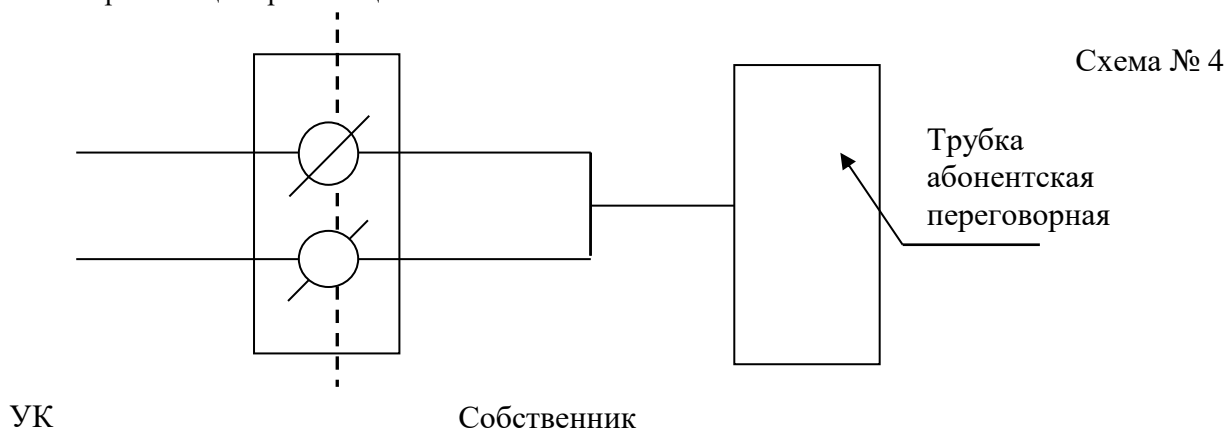 Схема № 4
Трубка
абонентская
переговорная
УК
Собственник